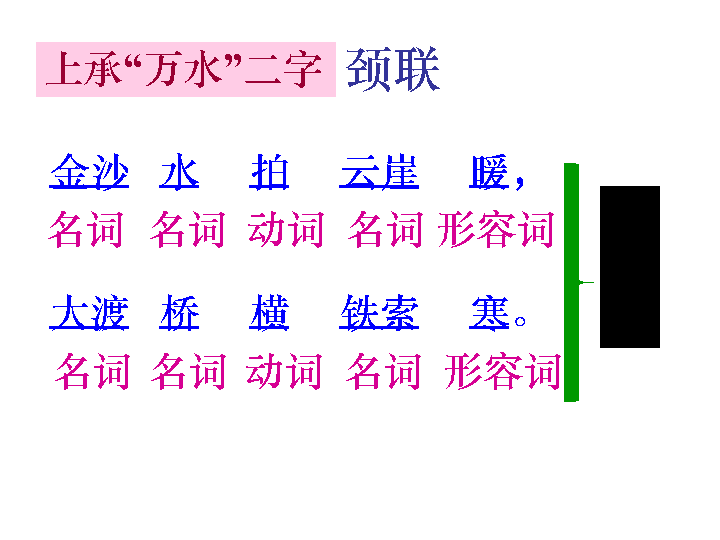 上承“万水”二字 颈联
金沙 水 拍 云崖 暖，
名词 名词 动词 名词 形容词
大渡 桥 横 铁索 寒。
名词 名词 动词 名词 形容词